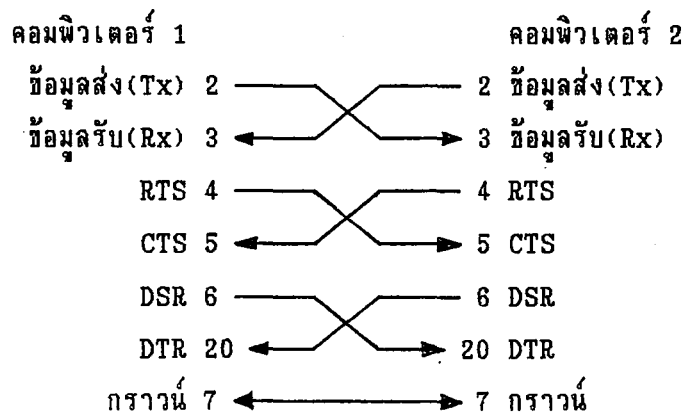 คอมพิวเตอร์ 1 คอมพิวเตอร์ 2
ข้อมูลส่ง(Tx) 2 2 ข้อมูลส่ง(Tx)
ข้อมูลรับ(Rx) 3 3 ข้อมูลรับ(Rx)
RTS 4 4 RTS
CTS 5 5 CTS
DSR 6 6 DSR
DTR 20 20 DTR
กราวน์ 7 7 กราวน์